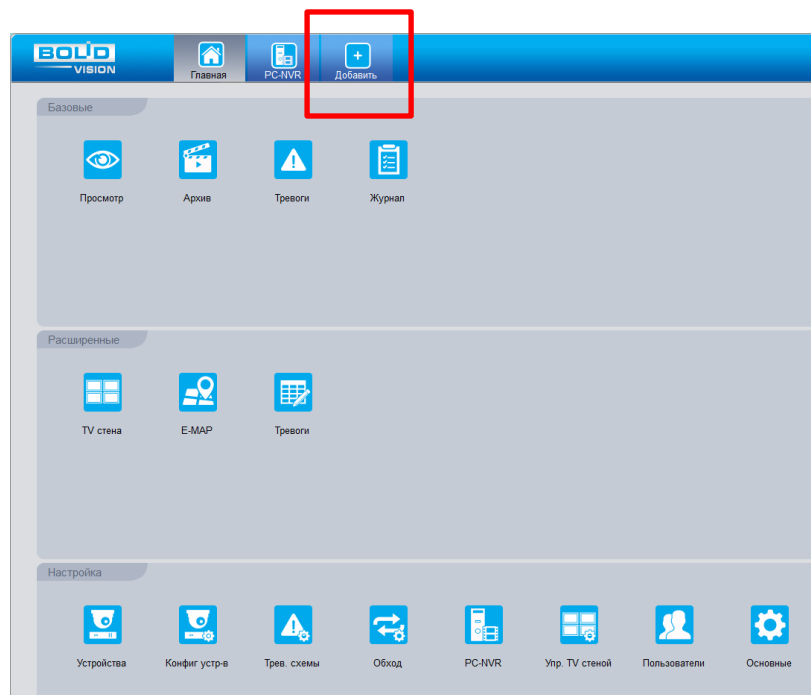 BOLID
VISION
Главная
PC-NVR
Добавить
Базовые
Просмотр
Архив
Тревоги
Журнал
Расширенные
TV стена
E-MAP
Тревоги
Настройка
Устройства
Конфиг устр-в
Трев. схемы
Обход
PC-NVR
Упр. TV стеной
Пользователи
Основные